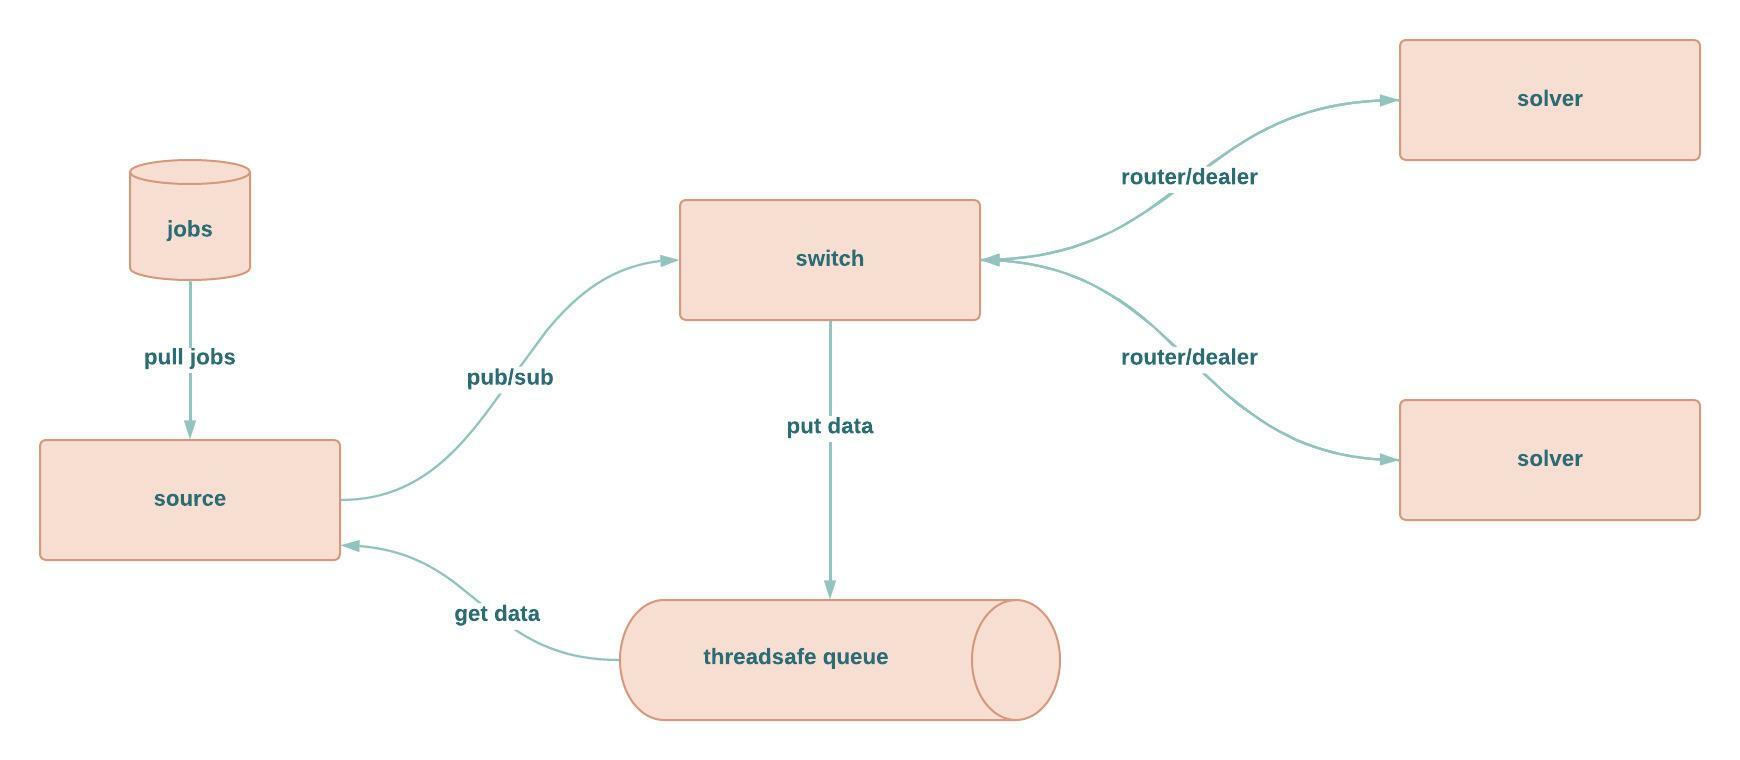 solver
router/dealer
jobs
switch
pull jobs
pub/sub
router/dealer
put data
solver
source
get data
threadsafe queue